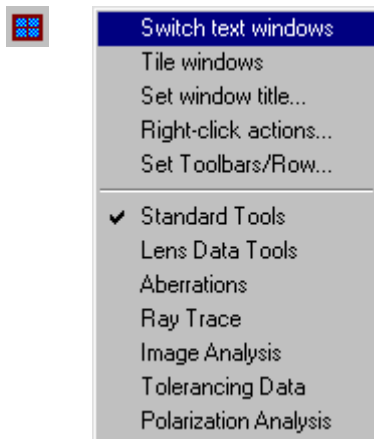 Switch text windows
Tile windows
Set window title...
Right-click actions...
Set Toolbars/Row...
Standard Tools
Lens Data Tools
Aberrations
Ray Trace
Image Analysis
Tolerancing Data
Polarization Analysis